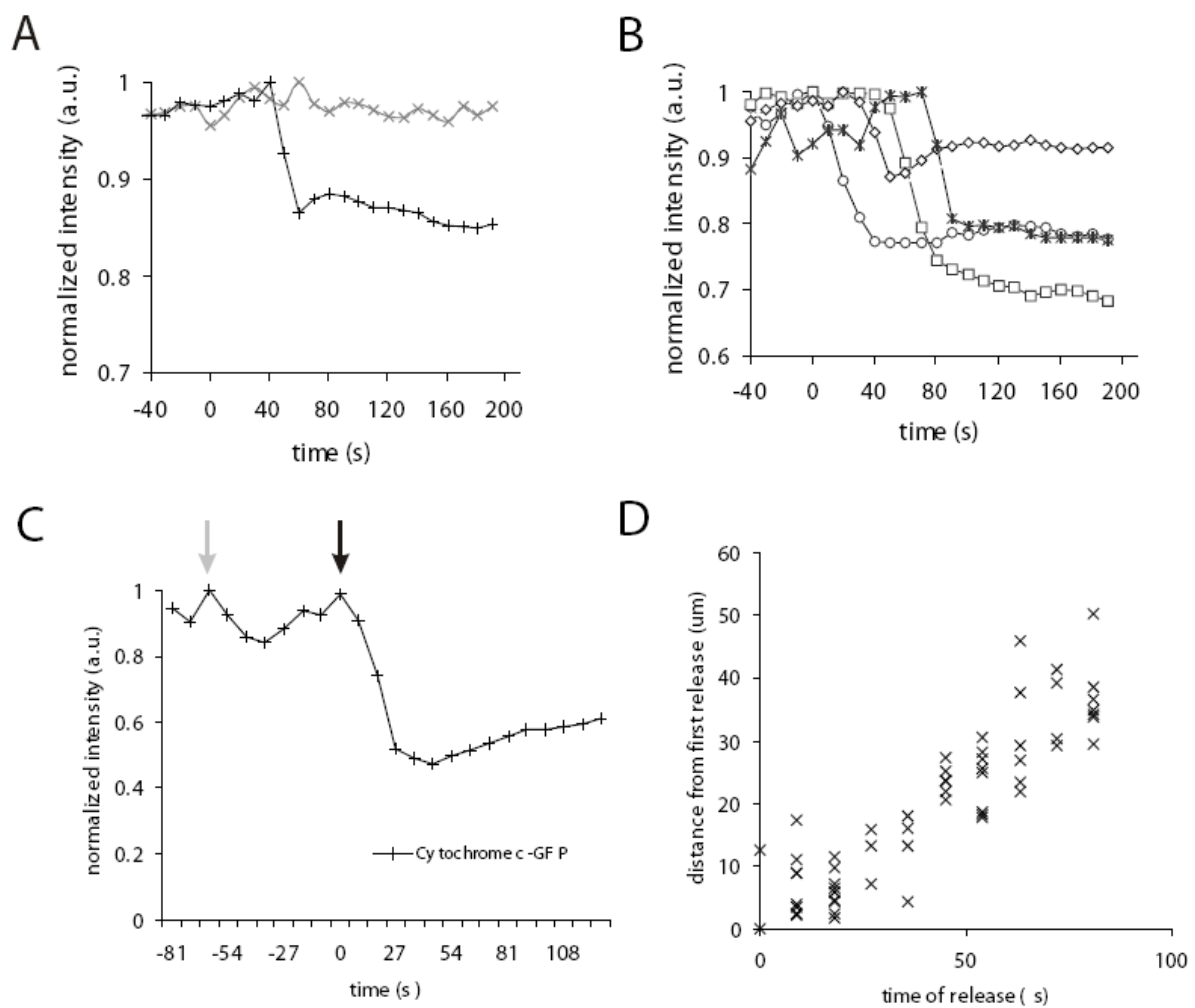 A
normalized intensity (a.u.)
1
0.9
0.8
0.7
-40 0 40 80 120 160 200
time (s)
B
normalized intensity (a.u.)
1
0.9
0.8
0.7
0.6
-40 0 40 80 120 160 200
time (s)
C
normalized intensity (a.u.)
1
0.8
0.6
0.4
0.2
0
Cytochrome c -GF P
-81 -54 -27 0 27 54 81 108
time (s )
D
distance from first release (um)
60
50
40
30
20
10
0
0 50 100
time of release ( s)